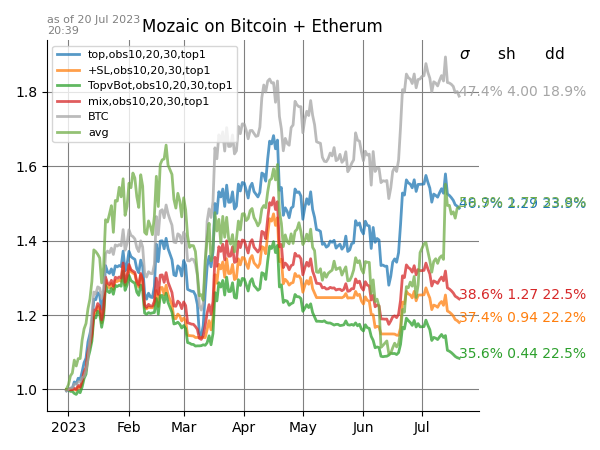 as of 20 Jul 2023
20:39
Mozaic on Bitcoin + Etherum
σ sh dd
top,obs10,20,30,top1
+SL,obs10,20,30,top1
TopvBot,obs10,20,30,top1
mix,obs10,20,30,top1
BTC
avg
47.4% 4.00 18.9%
38.6% 1.27 22.5%
37.4% 0.94 22.2%
35.6% 0.44 22.5%
1.8
1.6
1.4
1.2
1.0
2023 Feb Mar Apr May Jun Jul